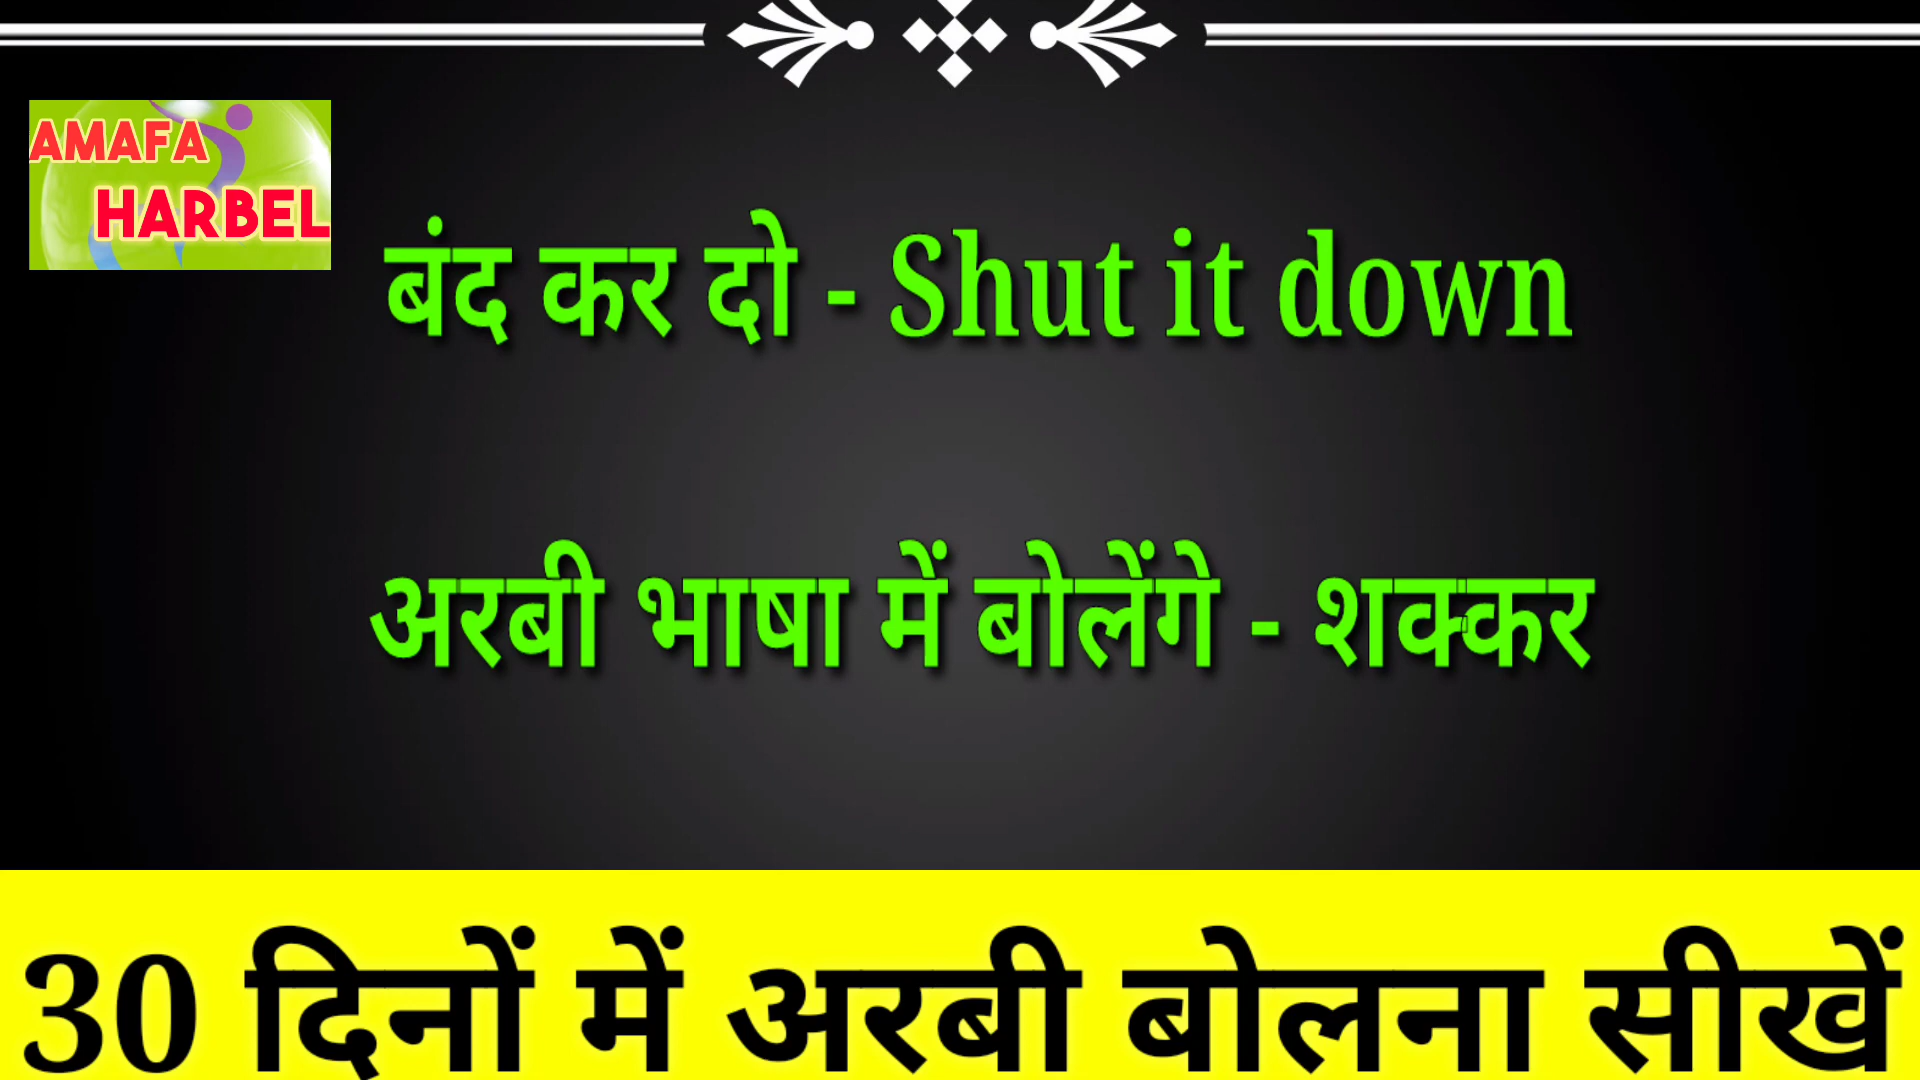 AMAFA
HARBEL
बंद कर दो - Shut it down
अरबी भाषा में बोलेंगे - शक्कर
30 दिनों में अरबी बोलना सीखें